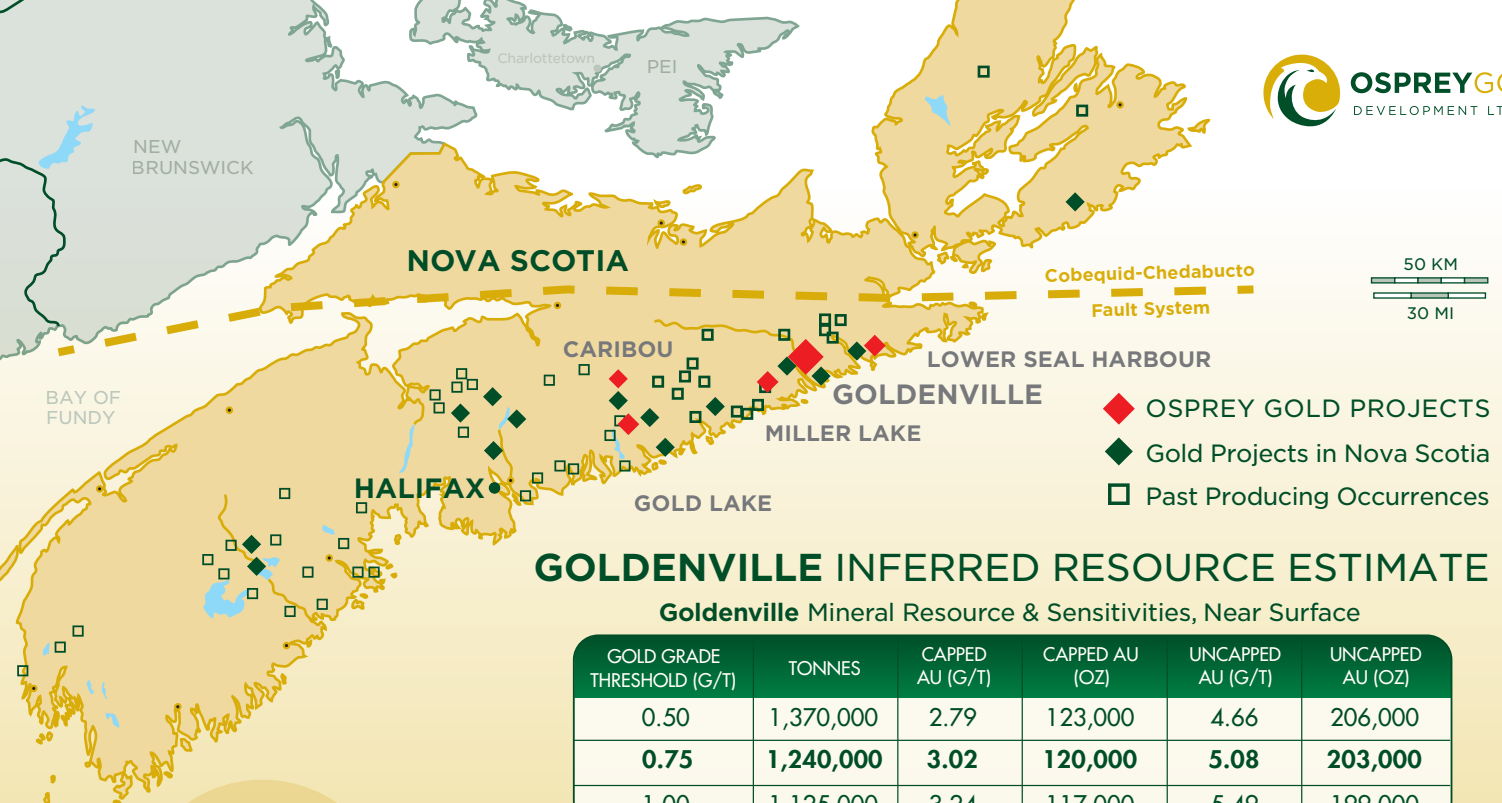 Charlottetown
PEI
OSPREYGO
DEVELOPMENT LT
NEW
BRUNSWICK
NOVA SCOTIA
Cobequid-Chedabucto
Fault System
50 KM
30 MI
CARIBOU
LOWER SEAL HARBOUR
BAY OF
FUNDY
GOLDENVILLE
MILLER LAKE
HALIFAX
GOLD LAKE
OSPREY GOLD PROJECTS
Gold Projects in Nova Scotia
Past Producing Occurrences
GOLDENVILLE INFERRED RESOURCE ESTIMATE
Goldenville Mineral Resource & Sensitivities, Near Surface
GOLD GRADE THRESHOLD (G/T) TONNES CAPPED AU (G/T) CAPPED AU (OZ) UNCAPPED AU (G/T) UNCAPPED AU (OZ)
0.50 1,370,000 2.79 123,000 4.66 206,000
0.75 1,240,000 3.02 120,000 5.08 203,000